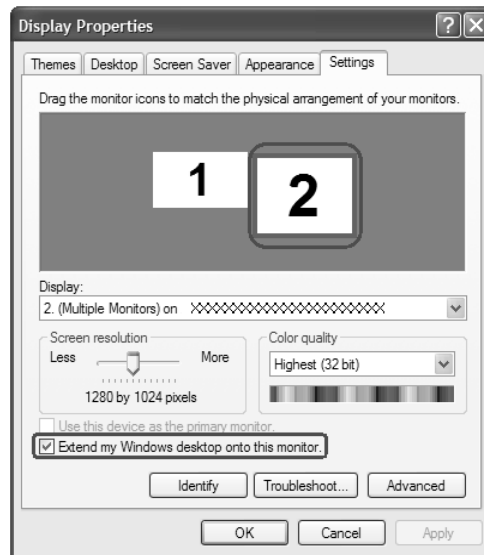 Display Properties
Themes Desktop Screen Saver Appearance Settings
Drag the monitor icons to match the physical arrangement of your monitors.
1 2
Display:
2. (Multiple Monitors) on XXXXXXXXXXXXXXXXXXXXXXXX
Screen resolution
Less More
1280 by 1024 pixels
Color quality
Highest (32 bit)
Use this device as the primary monitor.
Extend my Windows desktop onto this monitor.
Identify Troubleshoot... Advanced
OK Cancel Apply